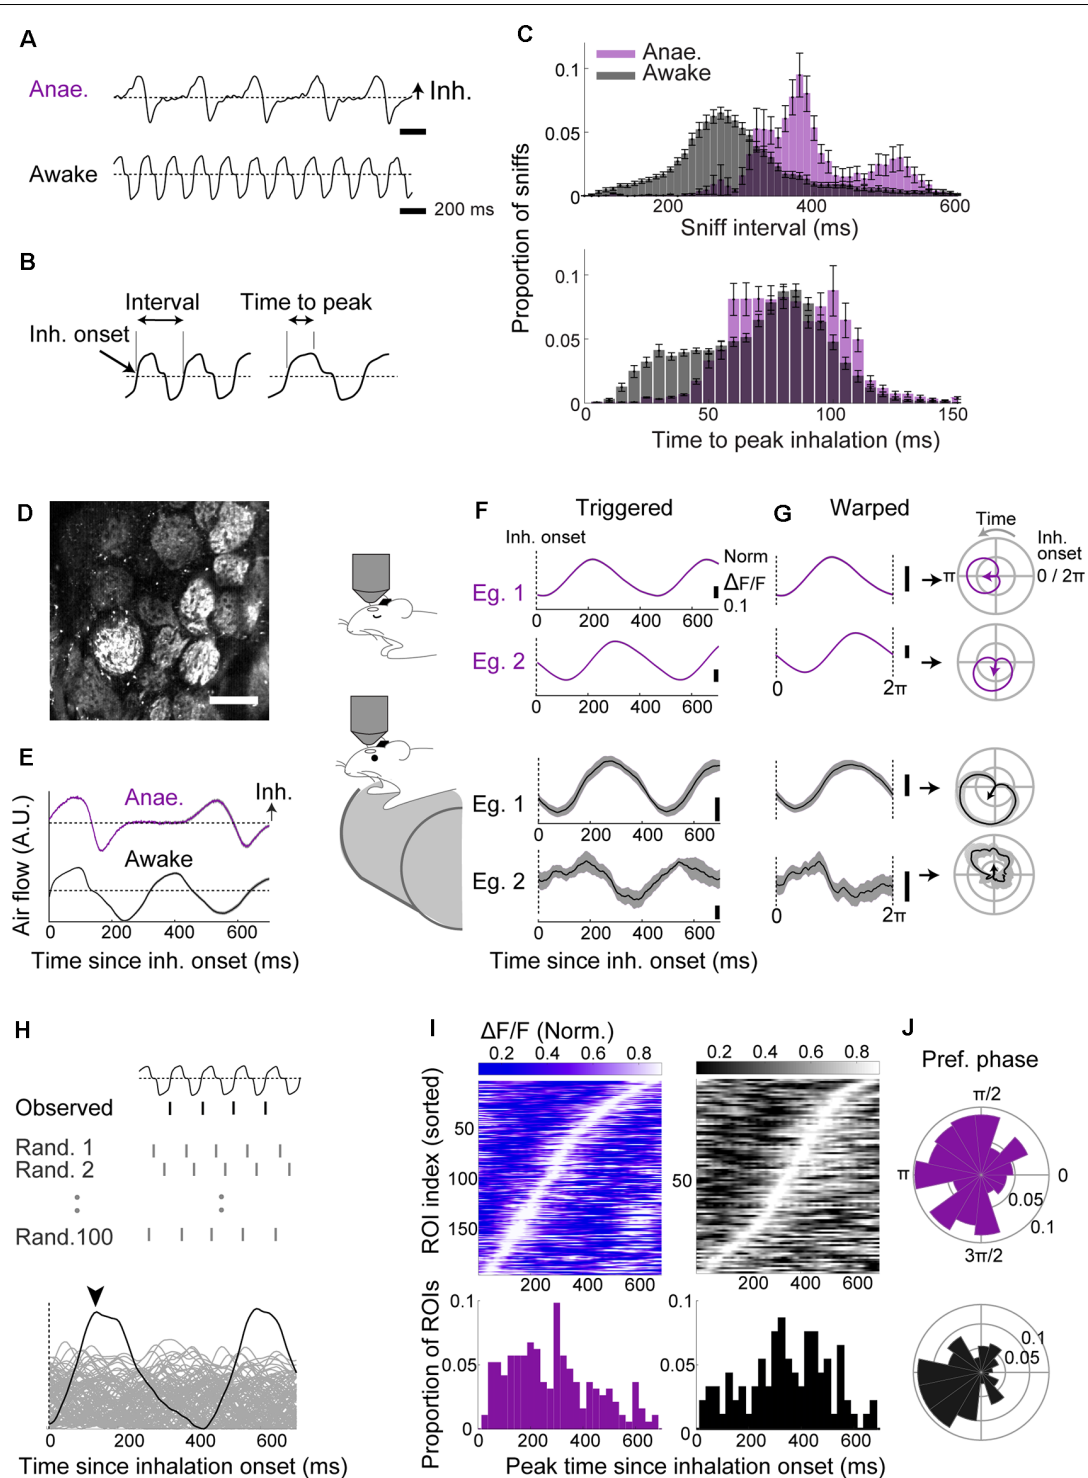 A
Anae.
Inh.
Awake
200 ms
B
Interval
Time to peak
Inh. onset
C
Anae.
Awake
Proportion of sniffs
0.1
0.05
0
200
400
600
Sniff interval (ms)
0.1
0.05
0
0
50
100
150
Time to peak inhalation (ms)
D
E
Air flow (A.U.)
Anae.
Inh.
Awake
0
200
400
600
Time since inh. onset (ms)
F
Triggered
Inh. onset
Norm
ΔF/F
0.1
Eg. 1
0
200
400
600
Eg. 2
0
200
400
600
Eg. 1
0
200
400
600
Eg. 2
0
200
400
600
Time since inh. onset (ms)
G
Warped
Time
Inh.
onset
0 / 2π
π
0
2π
0
2π
H
Observed
Rand. 1
Rand. 2
Rand.100
0
200
400
600
Time since inhalation onset (ms)
I
ΔF/F (Norm.)
0.2
0.4
0.6
0.8
0.2
0.4
0.6
0.8
ROI index (sorted)
50
100
150
50
200
400
600
200
400
600
Proportion of ROIs
0.1
0.05
0
0
200
400
600
0.1
0.05
0
0
200
400
600
Peak time since inhalation onset (ms)
J
Pref. phase
π/2
π
0
0.05
0.1
3π/2
0.1
0.05